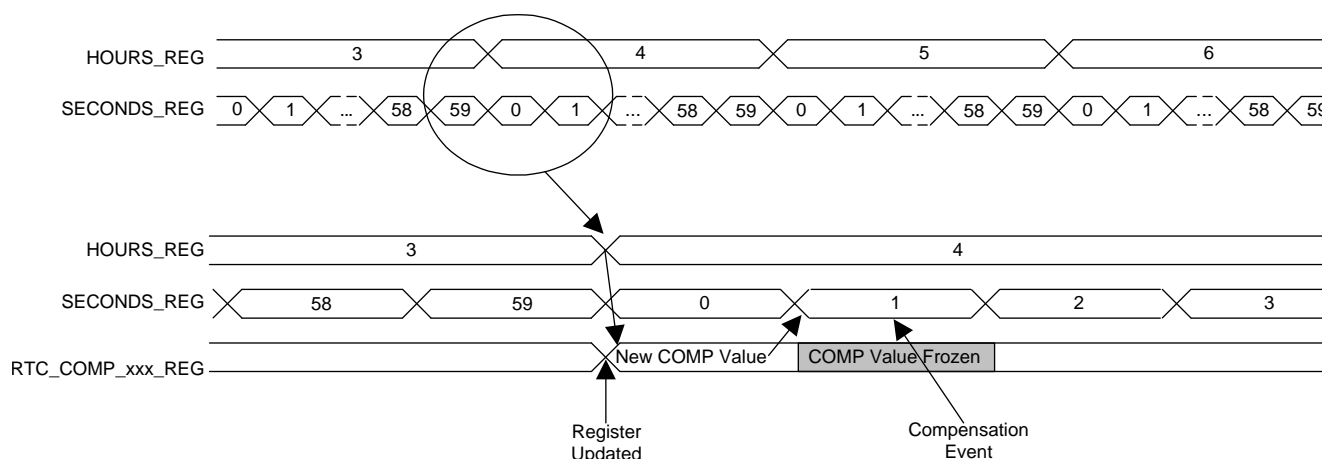 HOURS_REG 3 4 5 6
SECONDS_REG 0 1 ... 58 59 0 1 ... 58 59 0 1 ... 58 59 0 1 ... 58 59
HOURS_REG 3 4
SECONDS_REG 58 59 0 1 2 3
RTC_COMP_xxx_REG New COMP Value COMP Value Frozen
Register Compensation
Updated Event